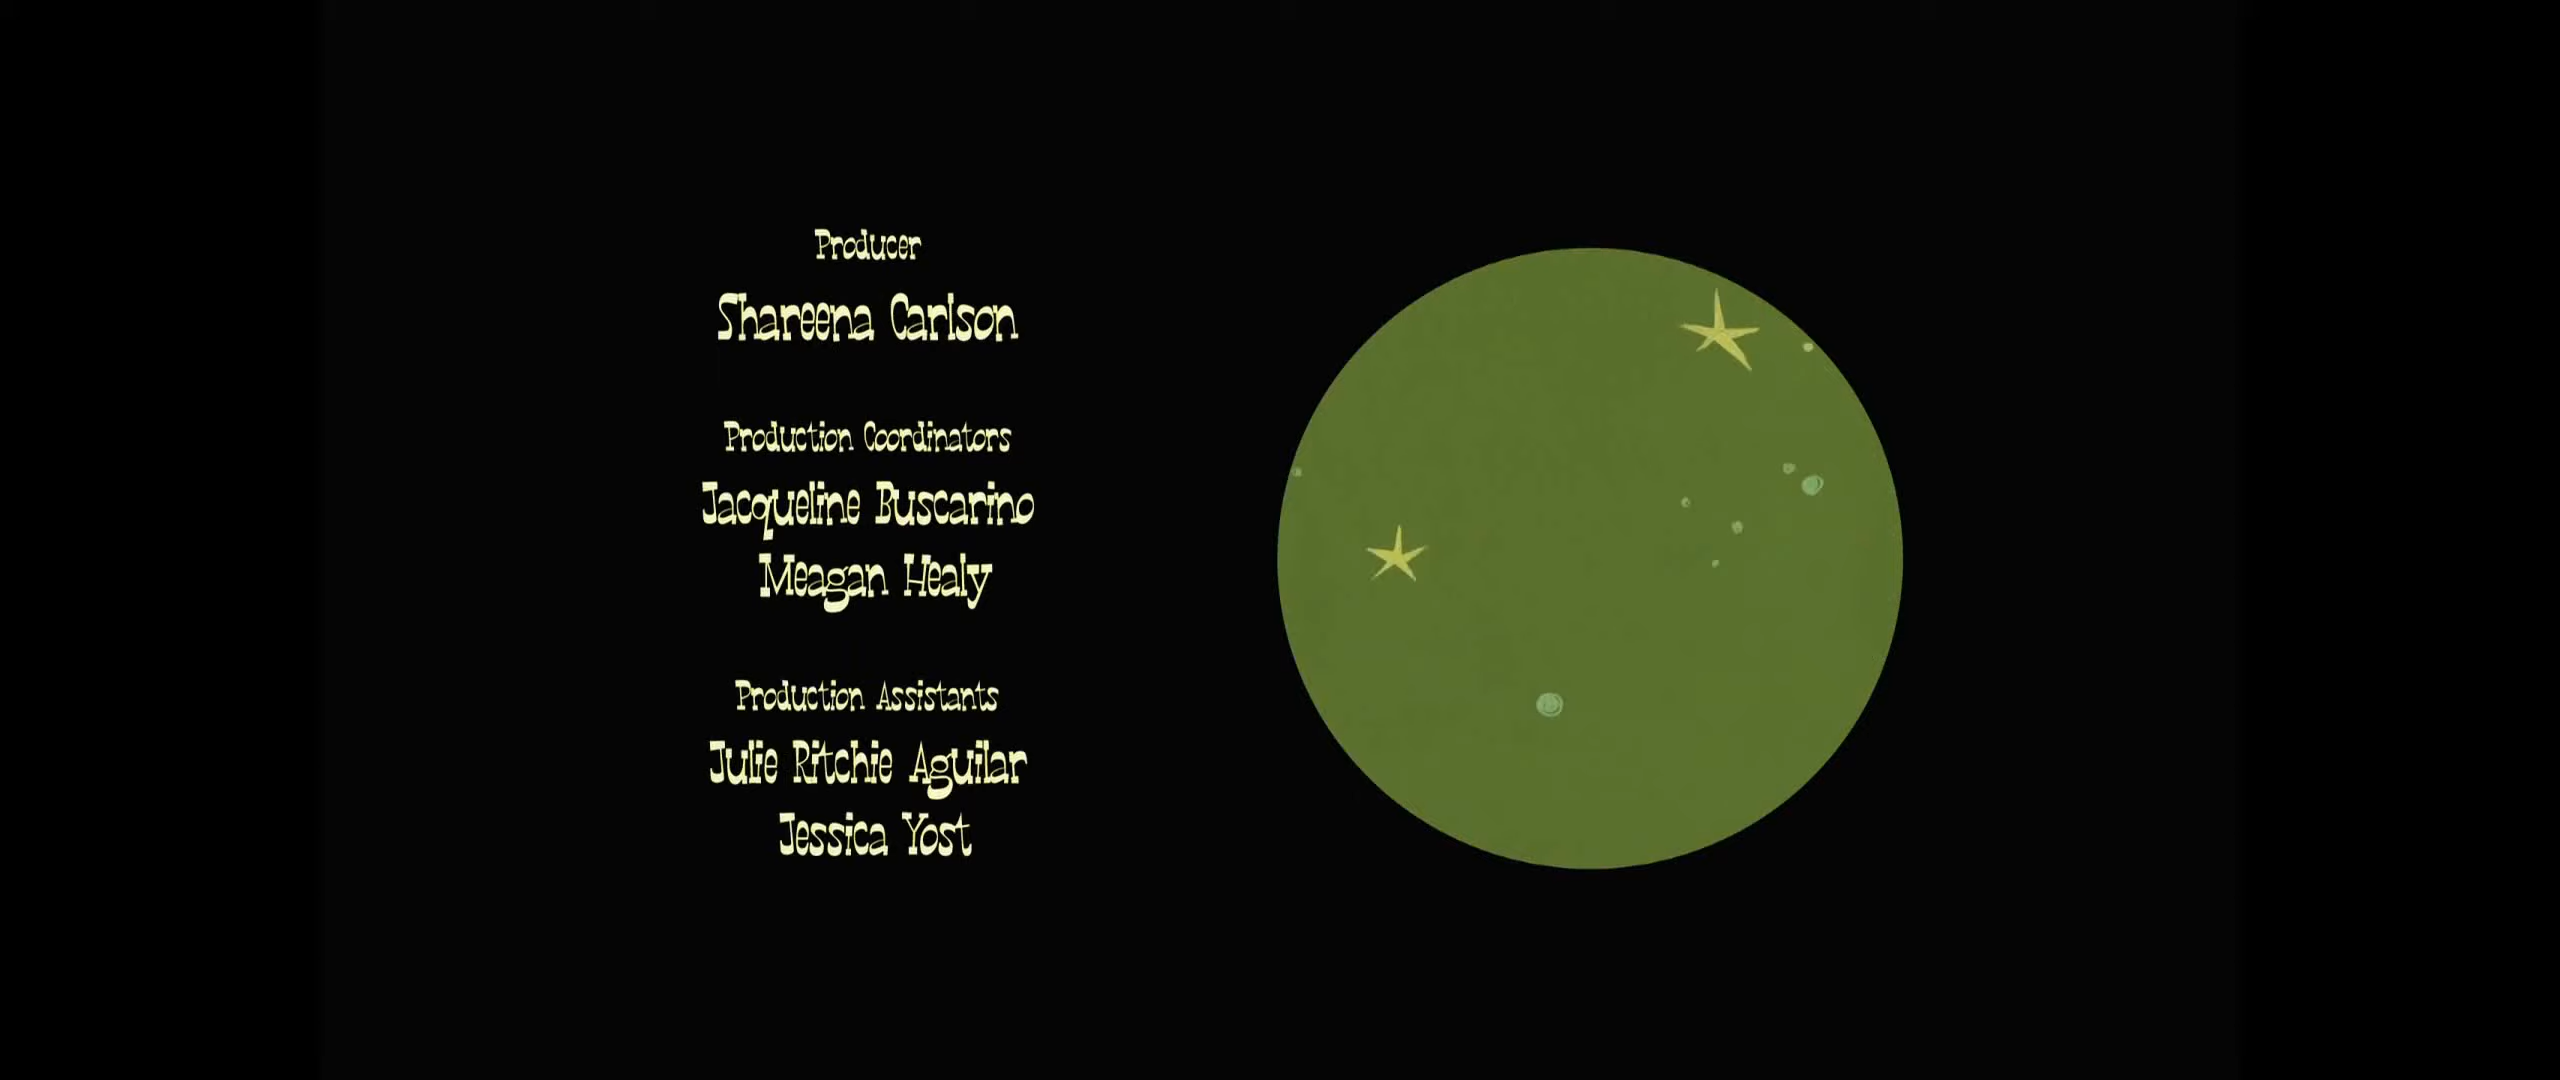 Producer
Shareena Carlson
Production Coordinators
Jacqueline Buscarino
Meagan Healy
Production Assistants
Julie Ritchie Aguilar
Jessica Yost